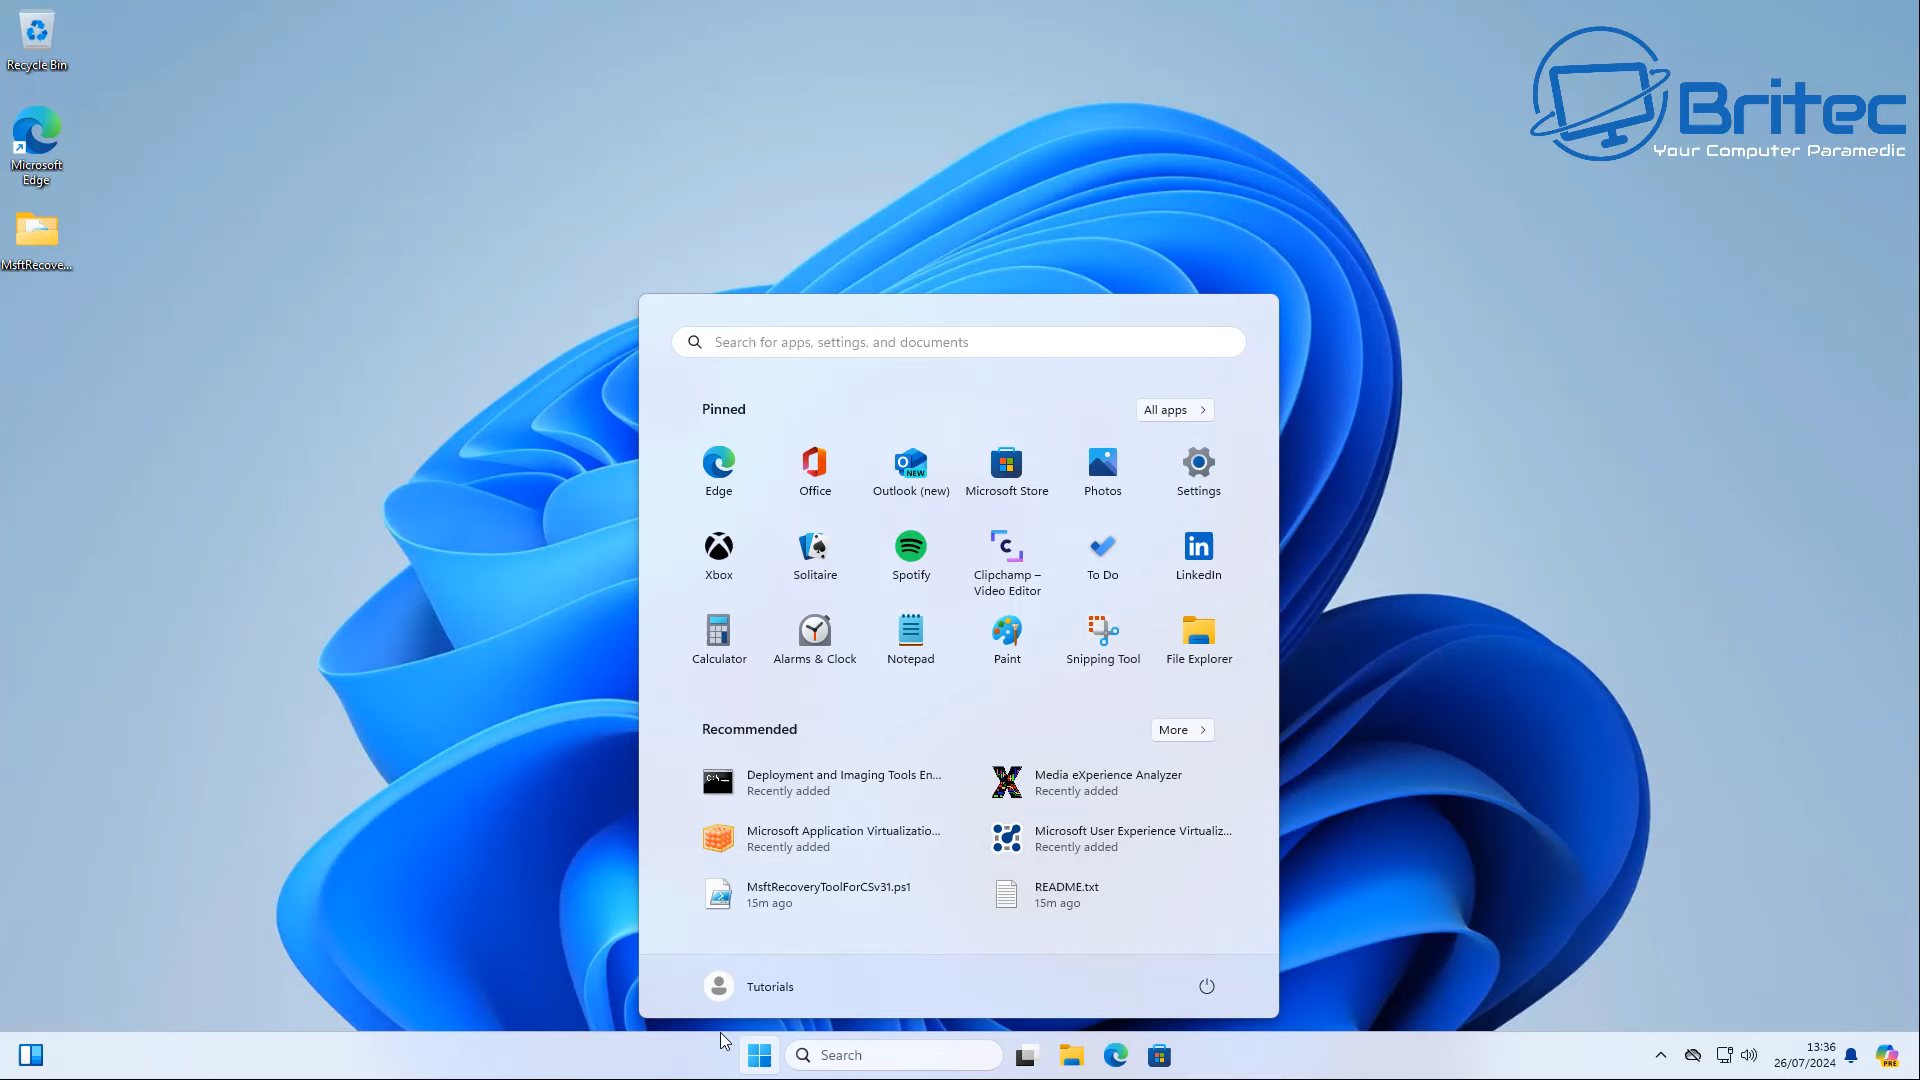 Recycle Bin
Microsoft
Edge
MsftRecove...
Britec
Your Computer Paramedic
Search for apps, settings, and documents
Pinned
All apps
Edge
Office
Outlook (new)
Microsoft Store
Photos
Settings
Xbox
Solitaire
Spotify
Clipchamp –
Video Editor
To Do
LinkedIn
Calculator
Alarms & Clock
Notepad
Paint
Snipping Tool
File Explorer
Recommended
More
Deployment and Imaging Tools En...
Recently added
Media eXperience Analyzer
Recently added
Microsoft Application Virtualizatio...
Recently added
Microsoft User Experience Virtualiz...
Recently added
MsftRecoveryToolForCSv31.ps1
15m ago
README.txt
15m ago
Tutorials
Search
13:36
26/07/2024